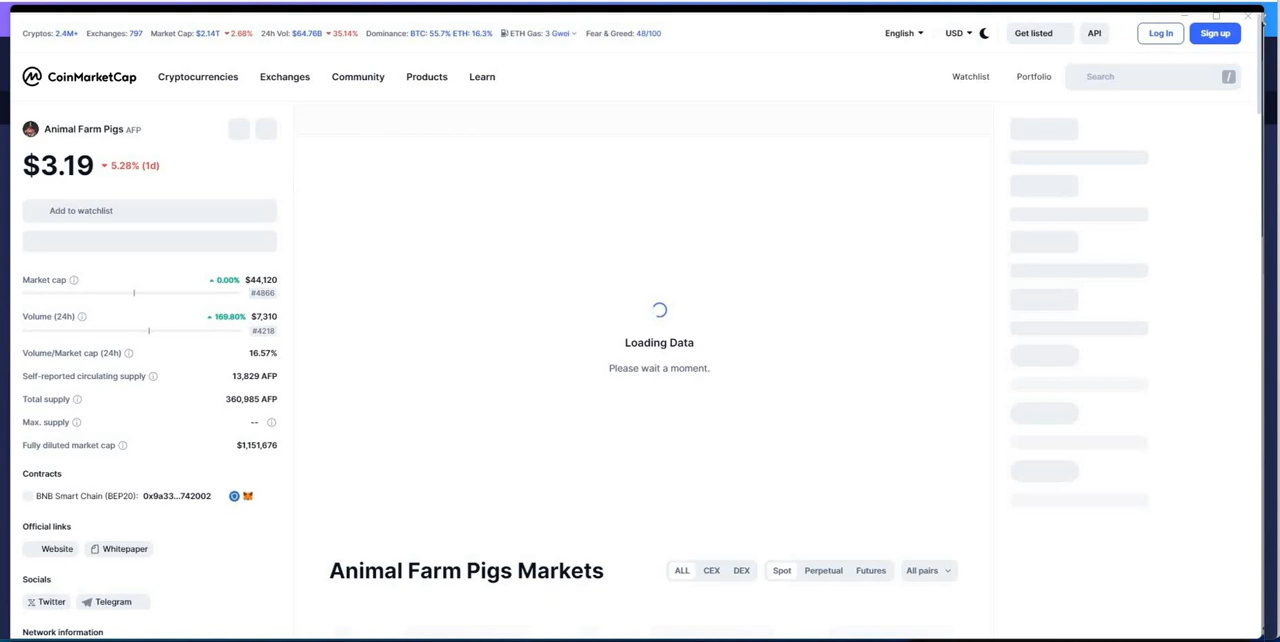 Cryptos: 2.4M+ Exchanges: 797 Market Cap: $2.14T 2.68% 24h Vol: $64.76B 35.14% Dominance: BTC: 55.7% ETH: 16.3% ETH Gas: 3 Gwei Fear & Greed: 48/100 English USD Get listed API Log In Sign up
CoinMarketCap Cryptocurrencies Exchanges Community Products Learn Watchlist Portfolio Search /
Animal Farm Pigs AFP
$3.19 5.28% (1d)
Add to watchlist
Market cap 0.00% $44,120
#4866
Volume (24h) 169.80% $7,310
#4218
Volume/Market cap (24h) 16.57%
Self-reported circulating supply 13,829 AFP
Total supply 360,985 AFP
Max. supply --
Fully diluted market cap $1,151,676
Contracts
BNB Smart Chain (BEP20): 0x9a33...742002
Official links
Website Whitepaper
Socials
Twitter Telegram
Network information
Loading Data
Please wait a moment.
Animal Farm Pigs Markets ALL CEX DEX Spot Perpetual Futures All pairs